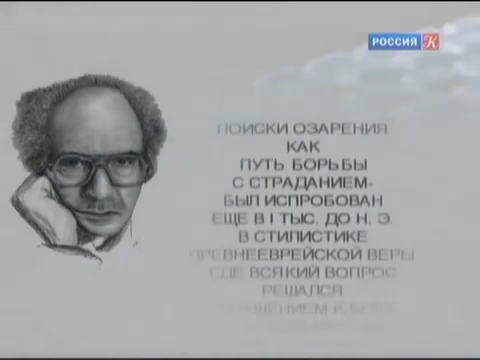 РОССИЯ К
ПОИСКИ ОЗАРЕНИЯ
КАК
ПУТЬ БОРЬБЫ
С СТРАДАНИЕМ-
БЫЛ ИСПРОБОВАН
ЕЩЕ В I ТЫС. ДО Н. Э.
В СТИЛИСТИКЕ
ДРЕВНЕЕВРЕЙСКОЙ ВЕРЫ
ГДЕ ВСЯКИЙ ВОПРОС
РЕШАЛСЯ